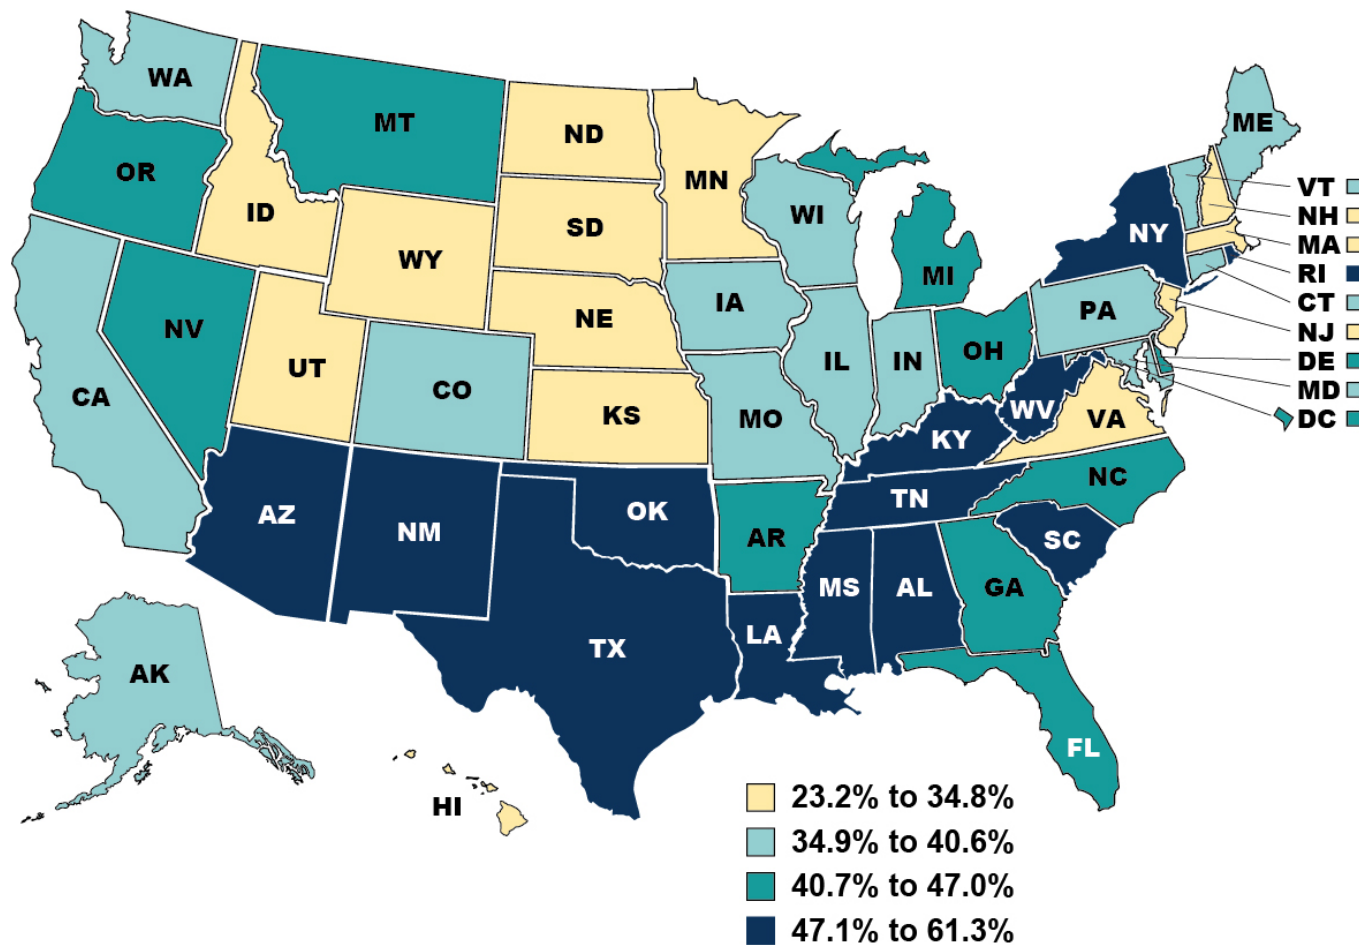 WA
MT
ME
ND
OR
MN
VT
ID
WI
NH
SD
NY
MA
WY
MI
RI
IA
CT
NE
PA
NV
NJ
OH
UT
IL
IN
DE
CO
MD
CA
WV
KS
MO
VA
DC
KY
NC
TN
AZ
OK
NM
AR
SC
MS
AL
GA
LA
TX
AK
FL
HI
23.2% to 34.8%
34.9% to 40.6%
40.7% to 47.0%
47.1% to 61.3%